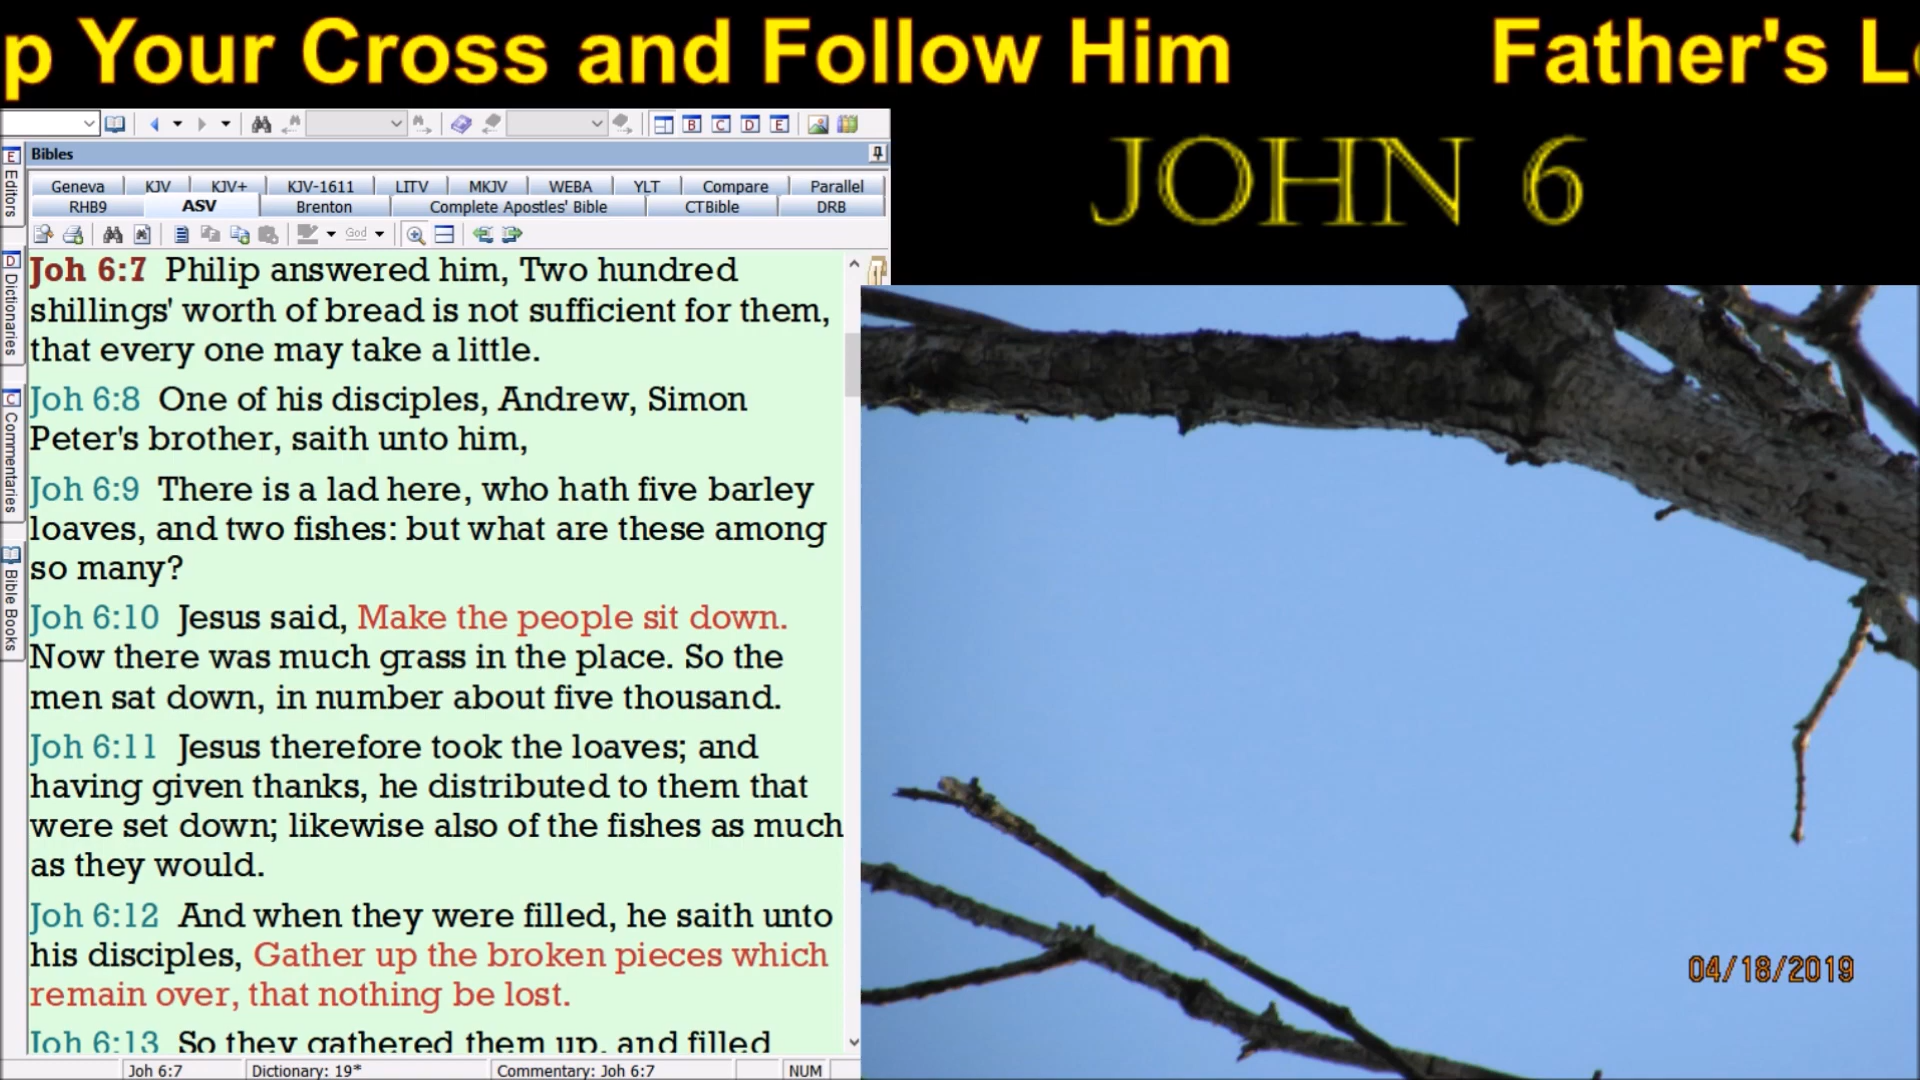 p Your Cross and Follow Him Father's L
JOHN 6
Bibles
Geneva KJV KJV+ KJV-1611 LITV MKJV WEBA YLT Compare Parallel
RHB9 ASV Brenton Complete Apostles' Bible CTBible DRB
Editors
Dictionaries
Commentaries
Bible Books
B C D E
God
Joh 6:7 Philip answered him, Two hundred
shillings' worth of bread is not sufficient for them,
that every one may take a little.
Joh 6:8 One of his disciples, Andrew, Simon
Peter's brother, saith unto him,
Joh 6:9 There is a lad here, who hath five barley
loaves, and two fishes: but what are these among
so many?
Joh 6:10 Jesus said, Make the people sit down.
Now there was much grass in the place. So the
men sat down, in number about five thousand.
Joh 6:11 Jesus therefore took the loaves; and
having given thanks, he distributed to them that
were set down; likewise also of the fishes as much
as they would.
Joh 6:12 And when they were filled, he saith unto
his disciples, Gather up the broken pieces which
remain over, that nothing be lost.
Joh 6:13 So they gathered them up, and filled
04/18/2019
Joh 6:7 Dictionary: 19* Commentary: Joh 6:7 NUM